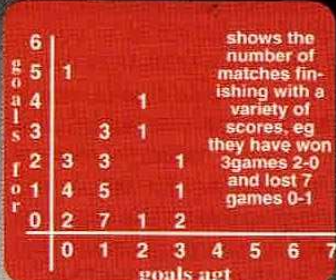 shows the
number of
matches fin-
ishing with a
variety of
scores, eg
they have won
3games 2-0
and lost 7
games 0-1
goals for
6
5 1
4 1
3 3 1
2 3 3 1
1 4 5 1
0 2 7 1 2
0 1 2 3 4 5 6 7
goals agt